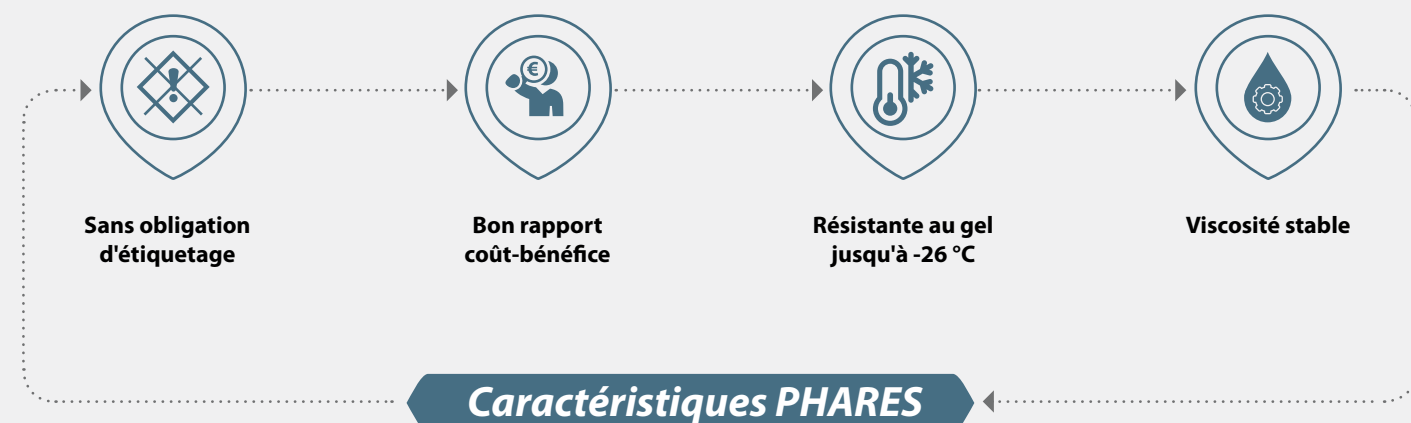 Sans obligation
d'étiquetage
Bon rapport
coût-bénéfice
Résistante au gel
jusqu'à -26 °C
Viscosité stable
Caractéristiques PHARES